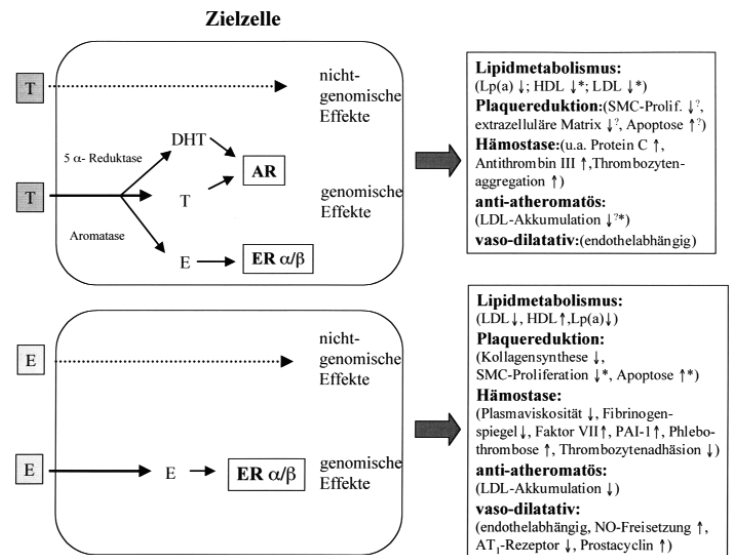 Zielzelle
T
nicht-
genomische
Effekte
5 α- Reduktase
DHT
AR
T
T
genomische
Effekte
Aromatase
E
ER α/β
Lipidmetabolismus:
(Lp(a) ↓; HDL ↓*; LDL ↓*)
Plaquereduktion:(SMC-Prolif. ↓?,
extrazelluläre Matrix ↓?, Apoptose ↑?)
Hämostase:(u.a. Protein C ↑,
Antithrombin III ↑,Thrombozyten-
aggregation ↑)
anti-atheromatös:
(LDL-Akkumulation ↓?*)
vaso-dilatativ:(endothelabhängig)
E
nicht-
genomische
Effekte
E
E
ER α/β
genomische
Effekte
Lipidmetabolismus:
(LDL↓, HDL↑,Lp(a)↓)
Plaquereduktion:
(Kollagensynthese ↓,
SMC-Proliferation ↓*, Apoptose ↑*)
Hämostase:
(Plasmaviskosität ↓, Fibrinogen-
spiegel↓, Faktor VII↑, PAI-1↑, Phlebo-
thrombose ↑, Thrombozytenadhäsion ↓)
anti-atheromatös:
(LDL-Akkumulation ↓)
vaso-dilatativ:
(endothelabhängig, NO-Freisetzung ↑,
AT1-Rezeptor ↓, Prostacyclin ↑)